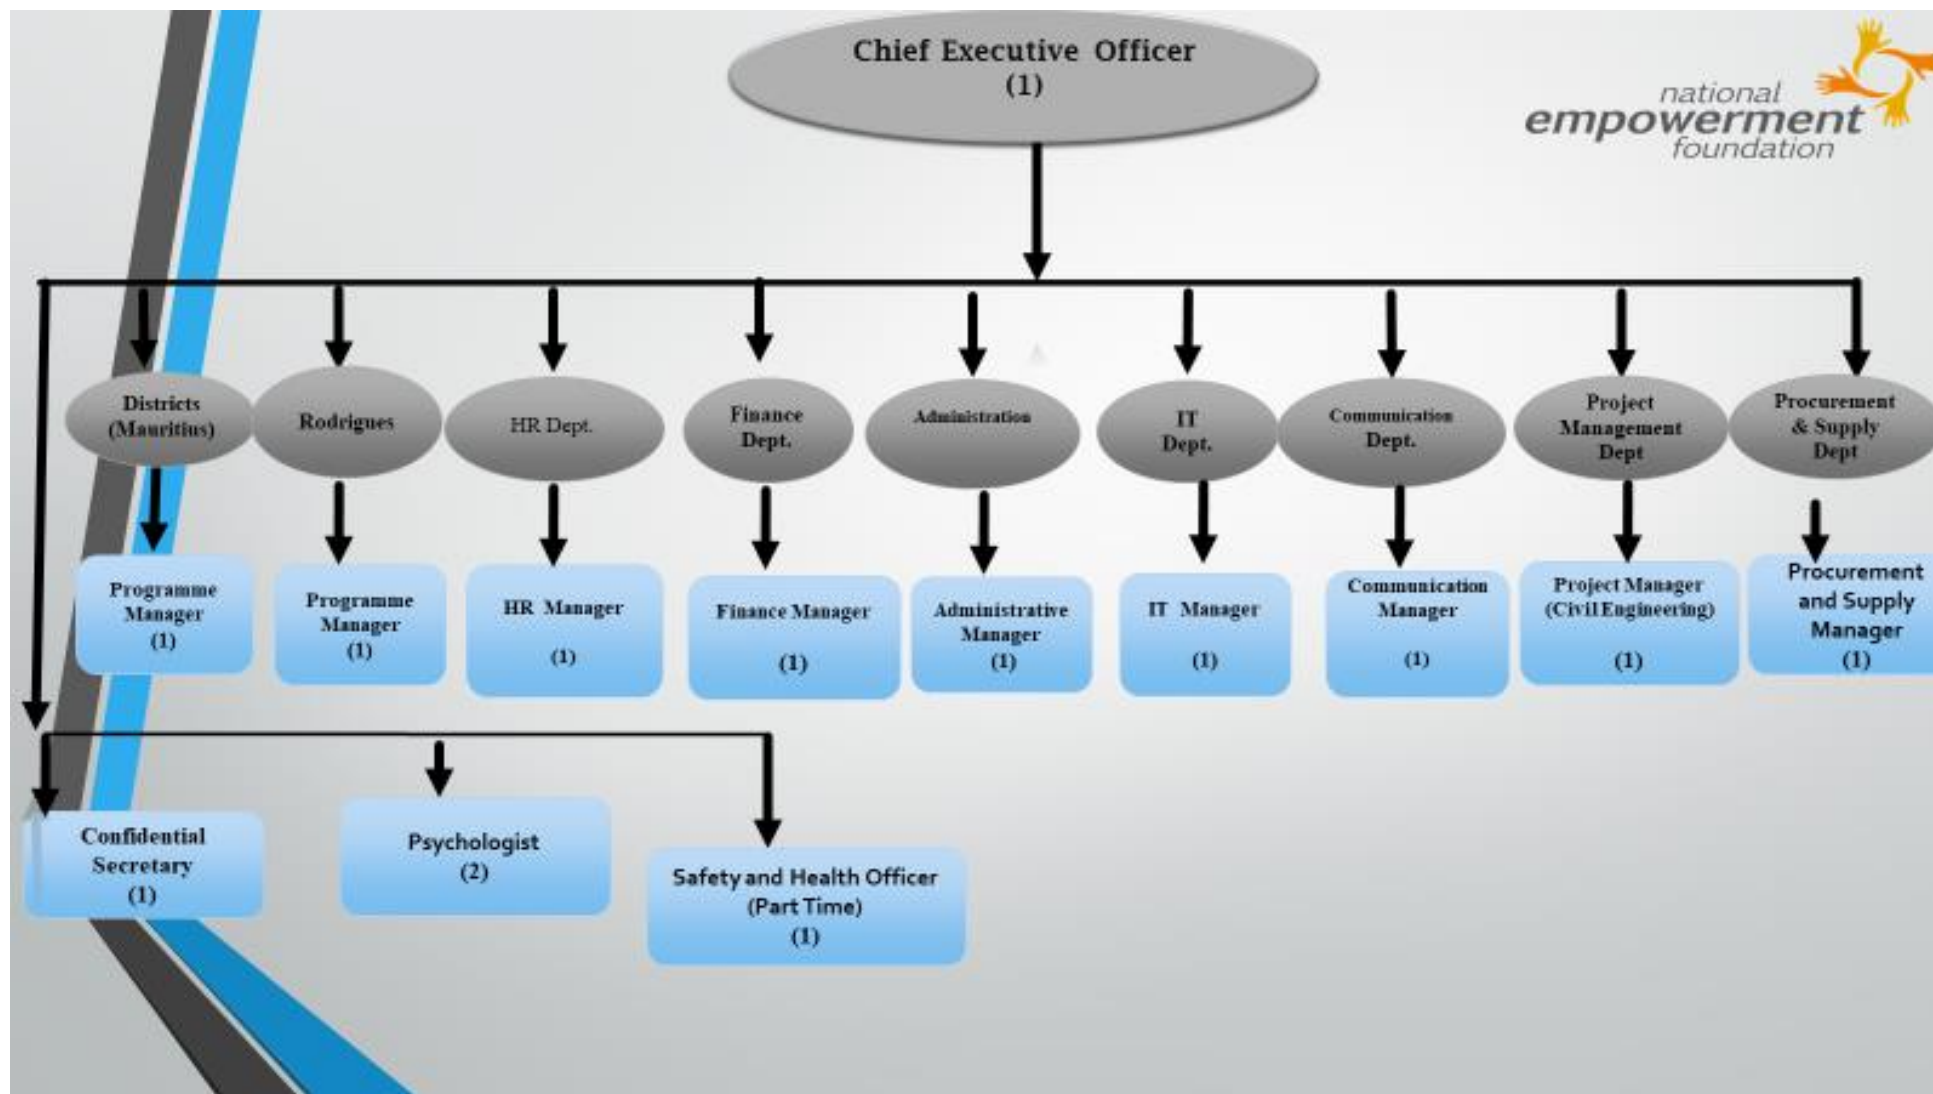 Chief Executive Officer
(1)
national
empowerment
foundation
Districts
(Mauritius)
Rodrigues
HR Dept.
Finance
Dept.
Administration
IT
Dept.
Communication
Dept.
Project
Management
Dept
Procurement
& Supply
Dept
Programme
Manager
(1)
Programme
Manager
(1)
HR Manager
(1)
Finance Manager
(1)
Administrative
Manager
(1)
IT Manager
(1)
Communication
Manager
(1)
Project Manager
(Civil Engineering)
(1)
Procurement
and Supply
Manager
(1)
Confidential
Secretary
(1)
Psychologist
(2)
Safety and Health Officer
(Part Time)
(1)